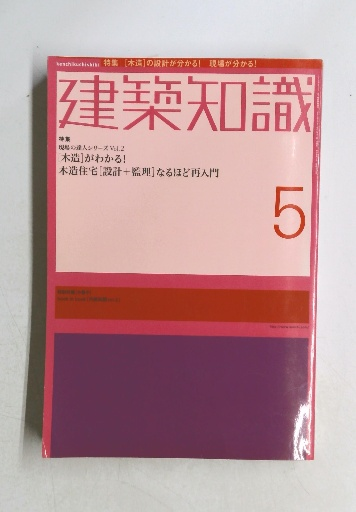 kenchikuchishiki 特集 [木造]の設計が分かる! 現場が分かる!
建築知識
特集
現場の達人シリーズVol.2
[木造]がわかる!
木造住宅[設計+監理]なるほど再入門
5